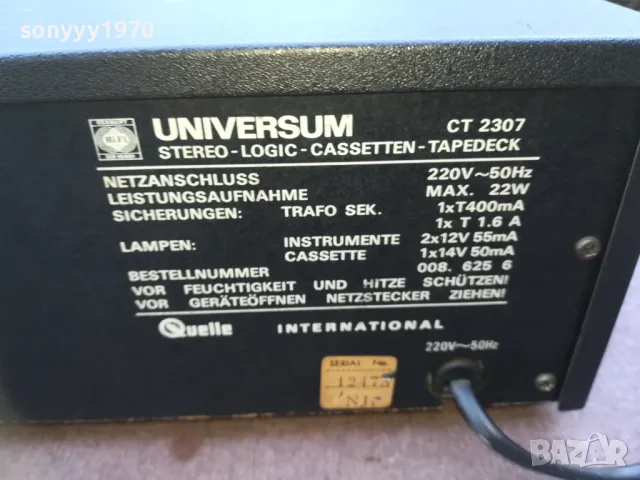 sonyyy1970
UNIVERSUM CT 2307
STEREO-LOGIC-CASSETTEN-TAPEDECK
NETZANSCHLUSS 220V~50Hz
LEISTUNGSAUFNAHME MAX. 22W
SICHERUNGEN: TRAFO SEK. 1xT400mA
1x T 1.6 A
LAMPEN: INSTRUMENTE 2x12V 55mA
CASSETTE 1x14V 50mA
BESTELLNUMMER 008. 625 6
VOR FEUCHTIGKEIT UND HITZE SCHÜTZEN!
VOR GERÄTEÖFFNEN NETZSTECKER ZIEHEN!
Quelle INTERNATIONAL
220V~50Hz
SERIAL No.
bazar.bg